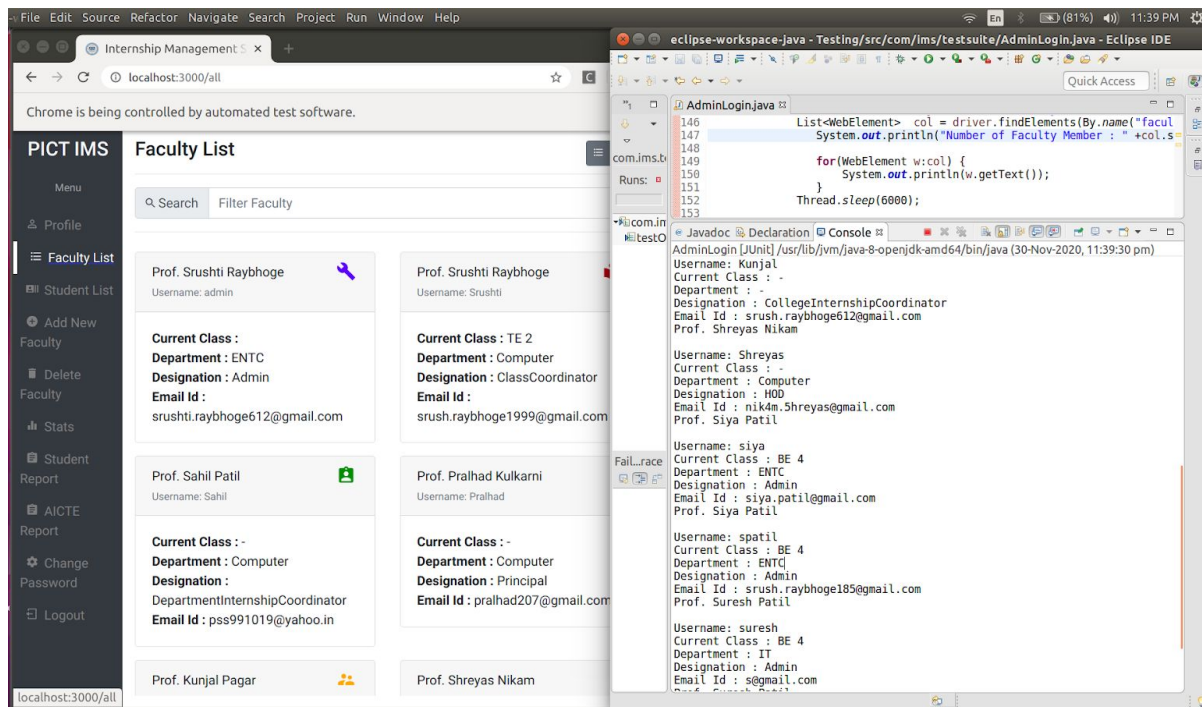 File Edit Source Refactor Navigate Search Project Run Window Help
En (81%) 11:39 PM
Internship Management S
localhost:3000/all
Chrome is being controlled by automated test software.
PICT IMS
Menu
Profile
Faculty List
Student List
Add New
Faculty
Delete
Faculty
Stats
Student
Report
AICTE
Report
Change
Password
Logout
localhost:3000/all
Faculty List
Search Filter Faculty
Prof. Srushti Raybhoge
Username: admin
Current Class :
Department : ENTC
Designation : Admin
Email Id :
srushti.raybhoge612@gmail.com
Prof. Srushti Raybhoge
Username: Srushti
Current Class : TE 2
Department : Computer
Designation : ClassCoordinator
Email Id :
srush.raybhoge1999@gmail.com
Prof. Sahil Patil
Username: Sahil
Current Class : -
Department : Computer
Designation :
DepartmentInternshipCoordinator
Email Id : pss991019@yahoo.in
Prof. Pralhad Kulkarni
Username: Pralhad
Current Class : -
Department : Computer
Designation : Principal
Email Id : pralhad207@gmail.com
Prof. Kunjal Pagar
Prof. Shreyas Nikam
eclipse-workspace-java - Testing/src/com/ims/testsuite/AdminLogin.java - Eclipse IDE
Quick Access
AdminLogin.java
com.ims.t
Runs:
com.im
testO
Fail...race
146 List<WebElement> col = driver.findElements(By.name("facul
147 System.out.println("Number of Faculty Member : " +col.s
148
149 for(WebElement w:col) {
150 System.out.println(w.getText());
151 }
152 Thread.sleep(6000);
153
Javadoc Declaration Console
AdminLogin [JUnit] /usr/lib/jvm/java-8-openjdk-amd64/bin/java (30-Nov-2020, 11:39:30 pm)
Username: Kunjal
Current Class : -
Department : -
Designation : CollegeInternshipCoordinator
Email Id : srush.raybhoge612@gmail.com
Prof. Shreyas Nikam
Username: Shreyas
Current Class : -
Department : Computer
Designation : HOD
Email Id : nik4m.5hreyas@gmail.com
Prof. Siya Patil
Username: siya
Current Class : BE 4
Department : ENTC
Designation : Admin
Email Id : siya.patil@gmail.com
Prof. Siya Patil
Username: spatil
Current Class : BE 4
Department : ENTC
Designation : Admin
Email Id : srush.raybhoge185@gmail.com
Prof. Suresh Patil
Username: suresh
Current Class : BE 4
Department : IT
Designation : Admin
Email Id : s@gmail.com